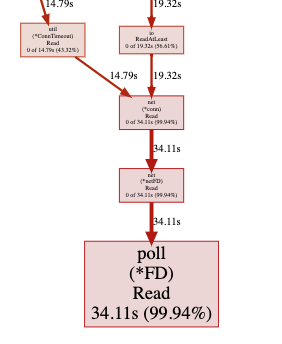 14.79s
19.32s
util
(*ConnTimeout)
Read
0 of 14.79s (43.32%)
io
ReadAtLeast
0 of 19.32s (56.61%)
14.79s
19.32s
net
(*conn)
Read
0 of 34.11s (99.94%)
34.11s
net
(*netFD)
Read
0 of 34.11s (99.94%)
34.11s
poll
(*FD)
Read
34.11s (99.94%)